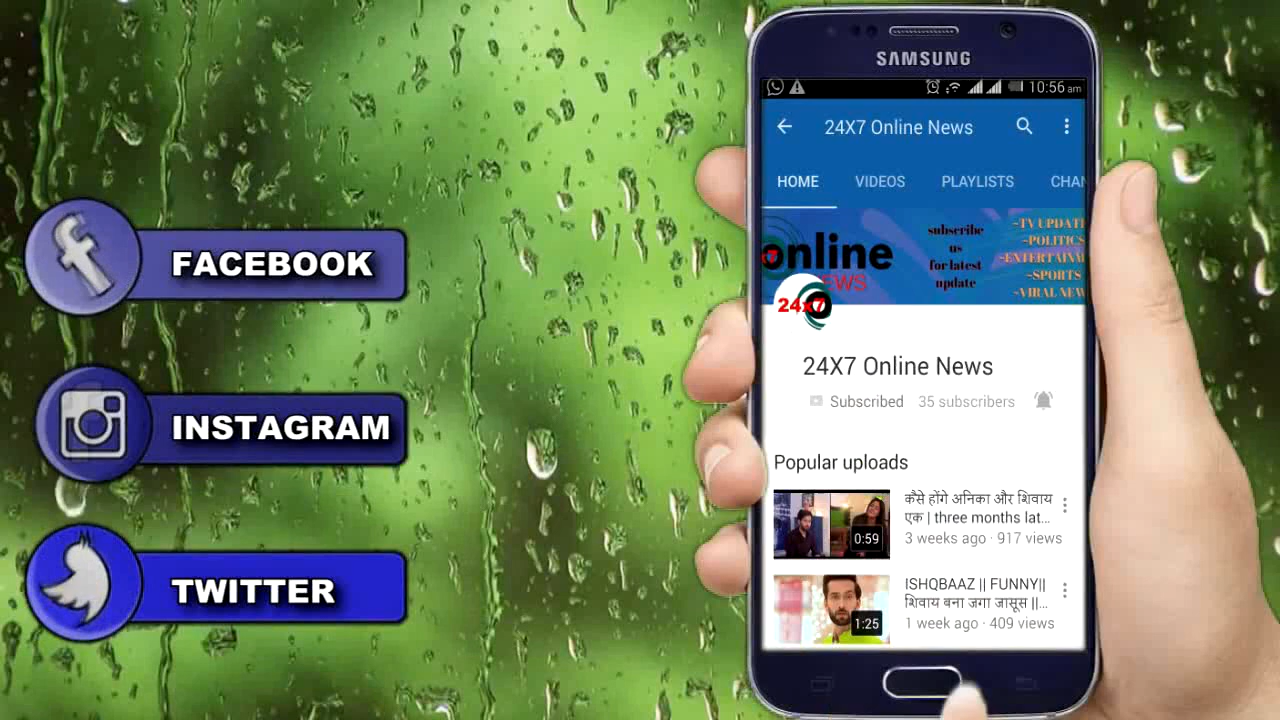 FACEBOOK
INSTAGRAM
TWITTER
SAMSUNG
10:56 am
24X7 Online News
HOME VIDEOS PLAYLISTS CHAN
online
NEWS
24x7
subscribe
us
for latest
update
~TV UPDAT
~POLITICS
~ENTERTAINM
~SPORTS
~VIRAL NEW
24X7 Online News
Subscribed 35 subscribers
Popular uploads
0:59
कैसे होंगे अनिका और शिवाय
एक | three months lat...
3 weeks ago · 917 views
1:25
ISHQBAAZ || FUNNY||
शिवाय बना जगा जासूस ||...
1 week ago · 409 views